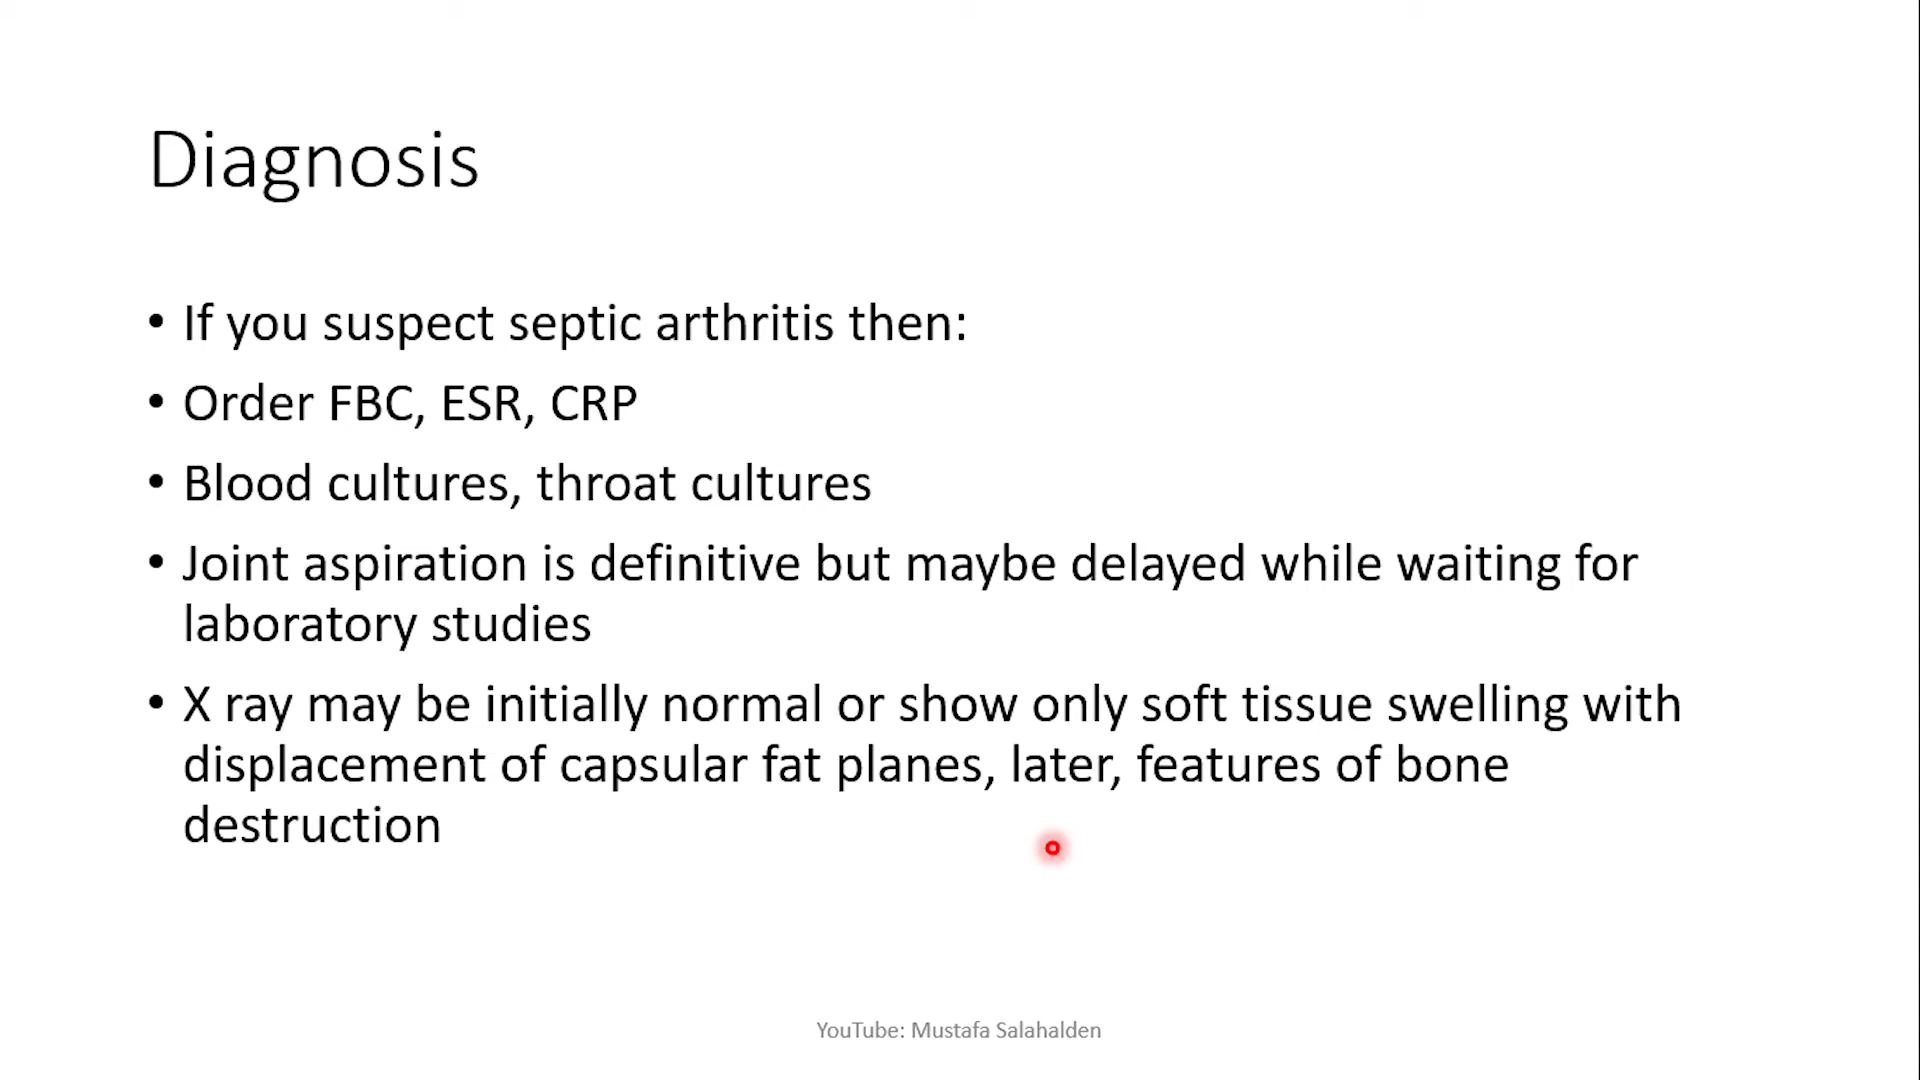 Diagnosis
• If you suspect septic arthritis then:
• Order FBC, ESR, CRP
• Blood cultures, throat cultures
• Joint aspiration is definitive but maybe delayed while waiting for
laboratory studies
• X ray may be initially normal or show only soft tissue swelling with
displacement of capsular fat planes, later, features of bone
destruction
YouTube: Mustafa Salahalden